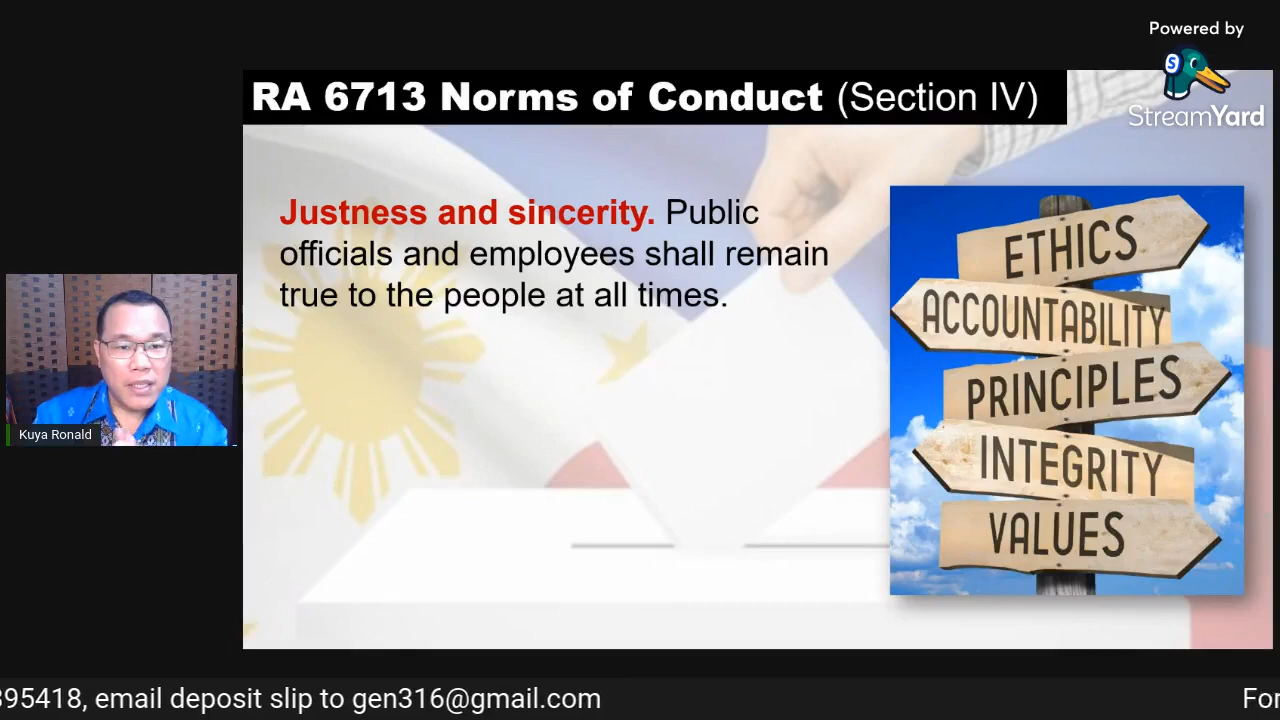 Powered by
StreamYard
RA 6713 Norms of Conduct (Section IV)
Justness and sincerity. Public
officials and employees shall remain
true to the people at all times.
ETHICS
ACCOUNTABILITY
PRINCIPLES
INTEGRITY
VALUES
Kuya Ronald
395418, email deposit slip to gen316@gmail.com
For